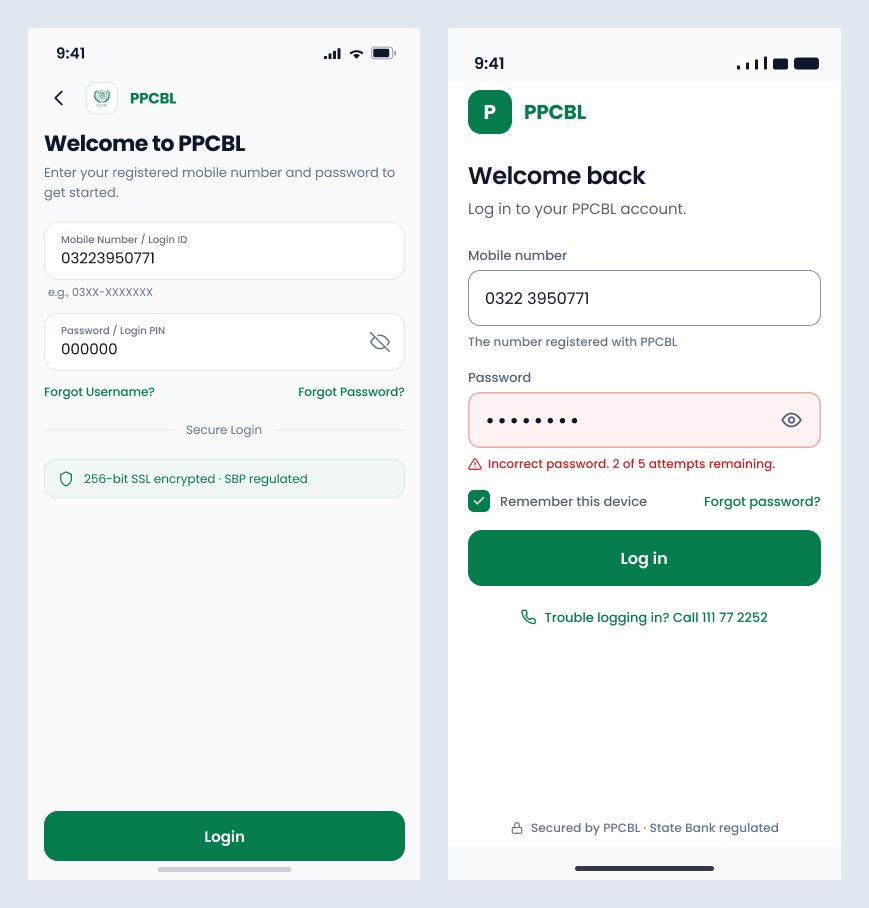 9:41
PPCBL
Welcome to PPCBL
Enter your registered mobile number and password to
get started.
Mobile Number / Login ID
03223950771
e.g., 03XX-XXXXXXX
Password / Login PIN
000000
Forgot Username?
Forgot Password?
Secure Login
256-bit SSL encrypted · SBP regulated
Login
9:41
P
PPCBL
Welcome back
Log in to your PPCBL account.
Mobile number
0322 3950771
The number registered with PPCBL
Password
••••••••
Incorrect password. 2 of 5 attempts remaining.
Remember this device
Forgot password?
Log in
Trouble logging in? Call 111 77 2252
Secured by PPCBL · State Bank regulated